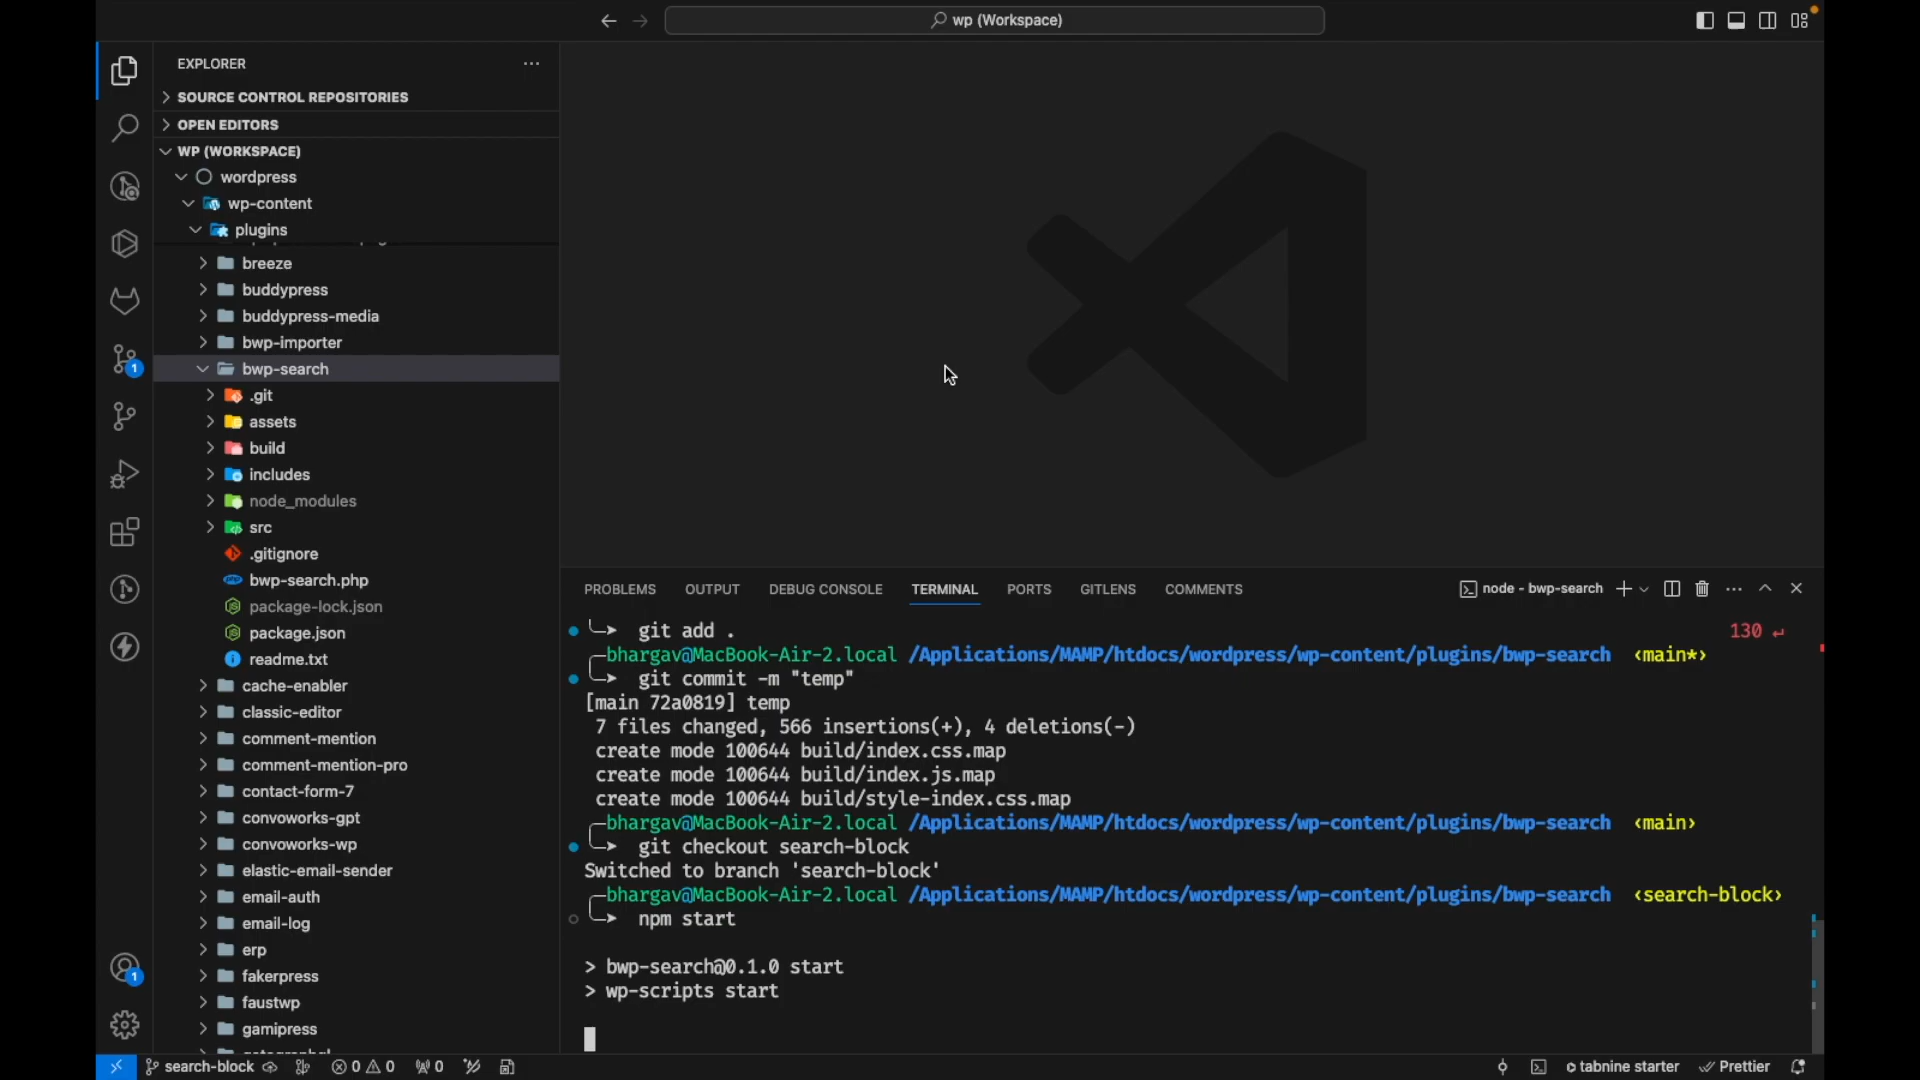 wp (Workspace)
EXPLORER
SOURCE CONTROL REPOSITORIES
OPEN EDITORS
WP (WORKSPACE)
wordpress
wp-content
plugins
breeze
buddypress
buddypress-media
bwp-importer
bwp-search
.git
assets
build
includes
node_modules
src
.gitignore
bwp-search.php
package-lock.json
package.json
readme.txt
cache-enabler
classic-editor
comment-mention
comment-mention-pro
contact-form-7
convoworks-gpt
convoworks-wp
elastic-email-sender
email-auth
email-log
erp
fakerpress
faustwp
gamipress
1
1
PROBLEMS OUTPUT DEBUG CONSOLE TERMINAL PORTS GITLENS COMMENTS
node - bwp-search
git add . 130 ↵
bhargav@MacBook-Air-2.local /Applications/MAMP/htdocs/wordpress/wp-content/plugins/bwp-search ‹main*›
git commit -m "temp"
[main 72a0819] temp
7 files changed, 566 insertions(+), 4 deletions(-)
create mode 100644 build/index.css.map
create mode 100644 build/index.js.map
create mode 100644 build/style-index.css.map
bhargav@MacBook-Air-2.local /Applications/MAMP/htdocs/wordpress/wp-content/plugins/bwp-search ‹main›
git checkout search-block
Switched to branch 'search-block'
bhargav@MacBook-Air-2.local /Applications/MAMP/htdocs/wordpress/wp-content/plugins/bwp-search ‹search-block›
npm start
> bwp-search@0.1.0 start
> wp-scripts start
search-block 0 0 0 tabnine starter Prettier